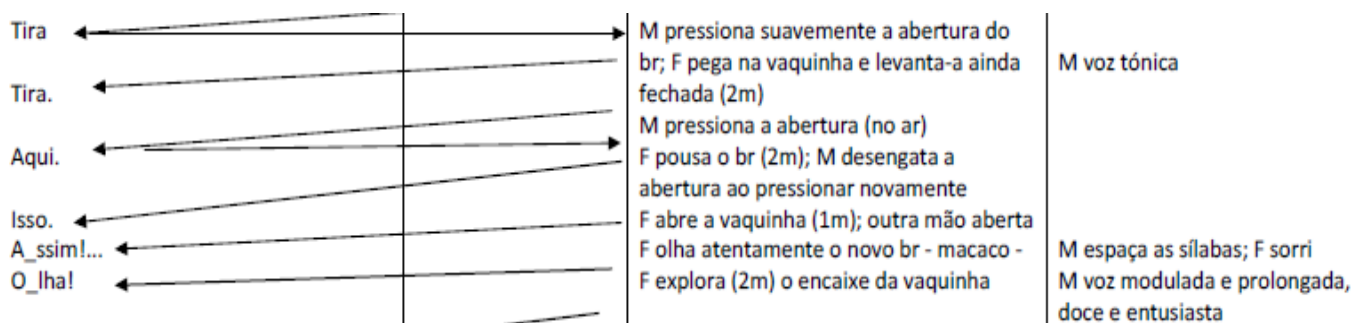 Tira
Tira.
Aqui.
Isso.
A_ssim!...
O_lha!
M pressiona suavemente a abertura do
br; F pega na vaquinha e levanta-a ainda
fechada (2m)
M pressiona a abertura (no ar)
F pousa o br (2m); M desengata a
abertura ao pressionar novamente
F abre a vaquinha (1m); outra mão aberta
F olha atentamente o novo br - macaco -
F explora (2m) o encaixe da vaquinha
M voz tónica
M espaça as sílabas; F sorri
M voz modulada e prolongada,
doce e entusiasta